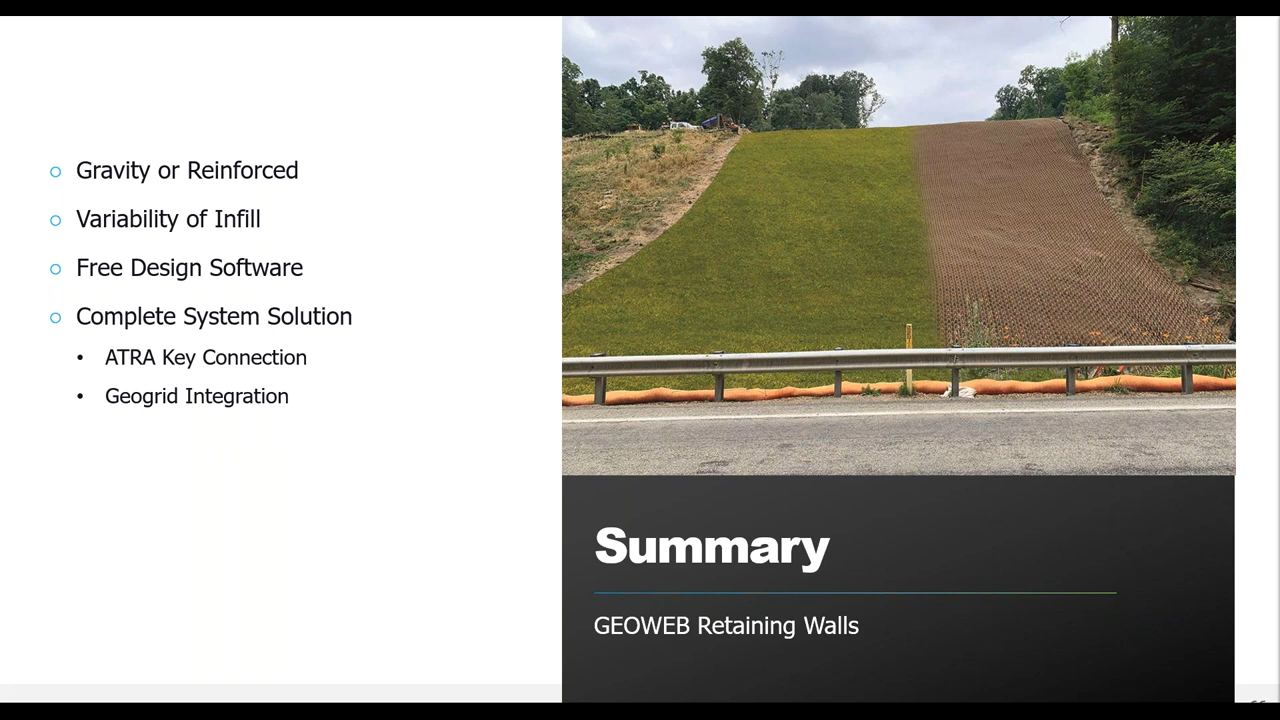 Gravity or Reinforced
Variability of Infill
Free Design Software
Complete System Solution
ATRA Key Connection
Geogrid Integration
Summary
GEOWEB Retaining Walls